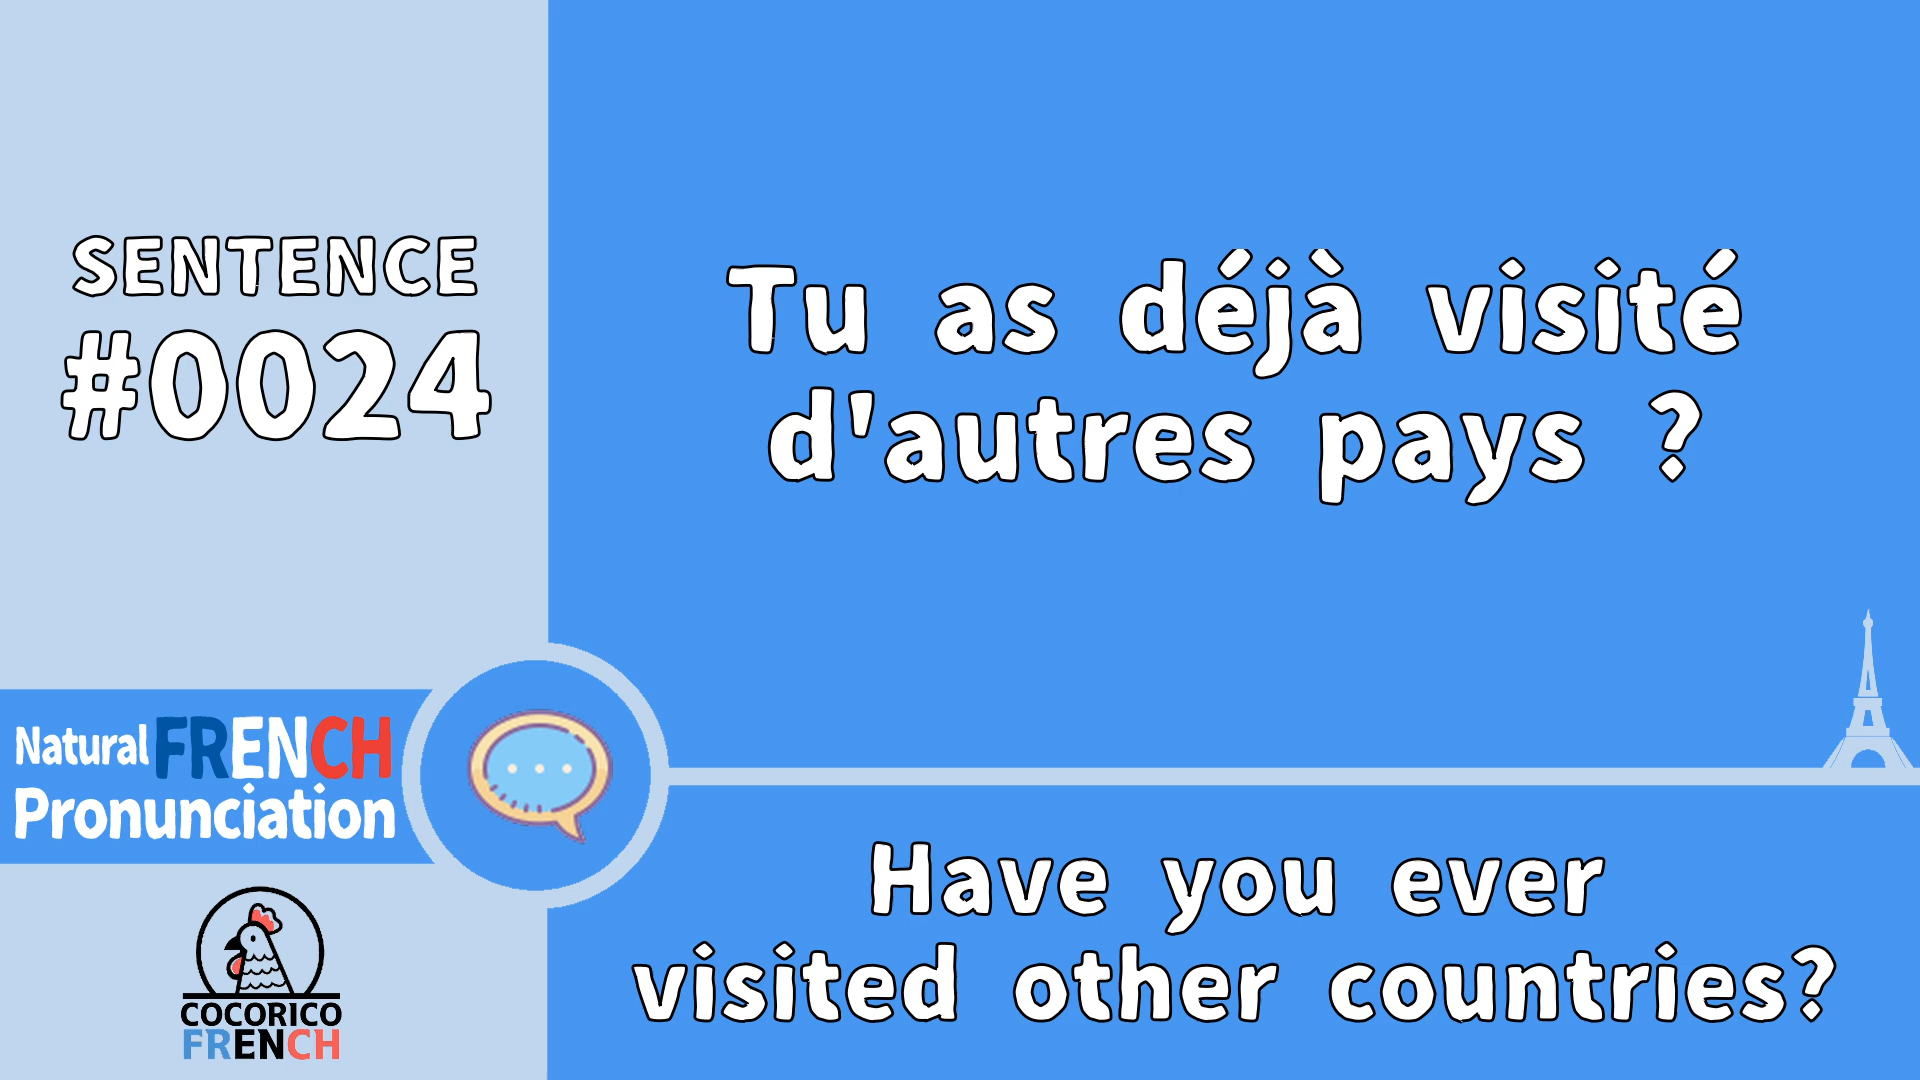 SENTENCE
#0024
Tu as déjà visité
d'autres pays ?
Natural FRENCH
Pronunciation
COCORICO
FRENCH
Have you ever
visited other countries?